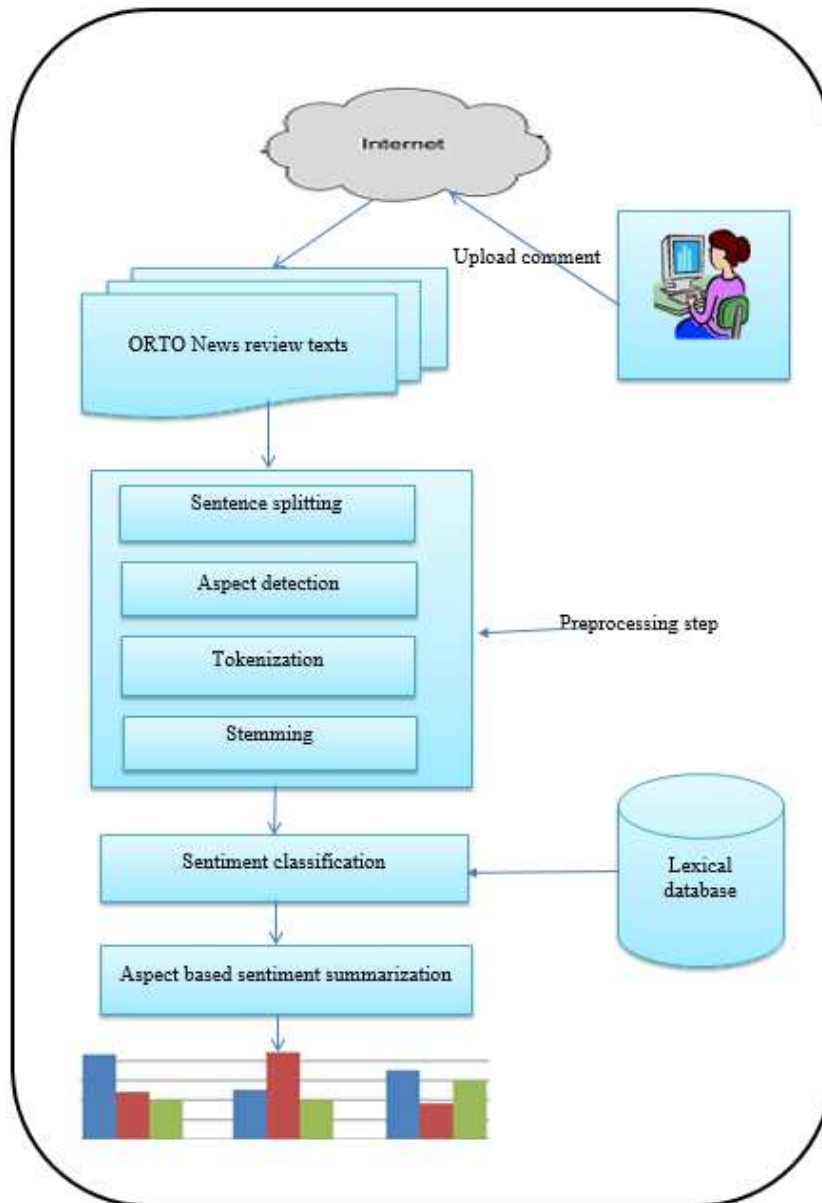 Internet
Upload comment
ORTO News review texts
Sentence splitting
Aspect detection
Tokenization
Preprocessing step
Stemming
Sentiment classification
Lexical
database
Aspect based sentiment summarization